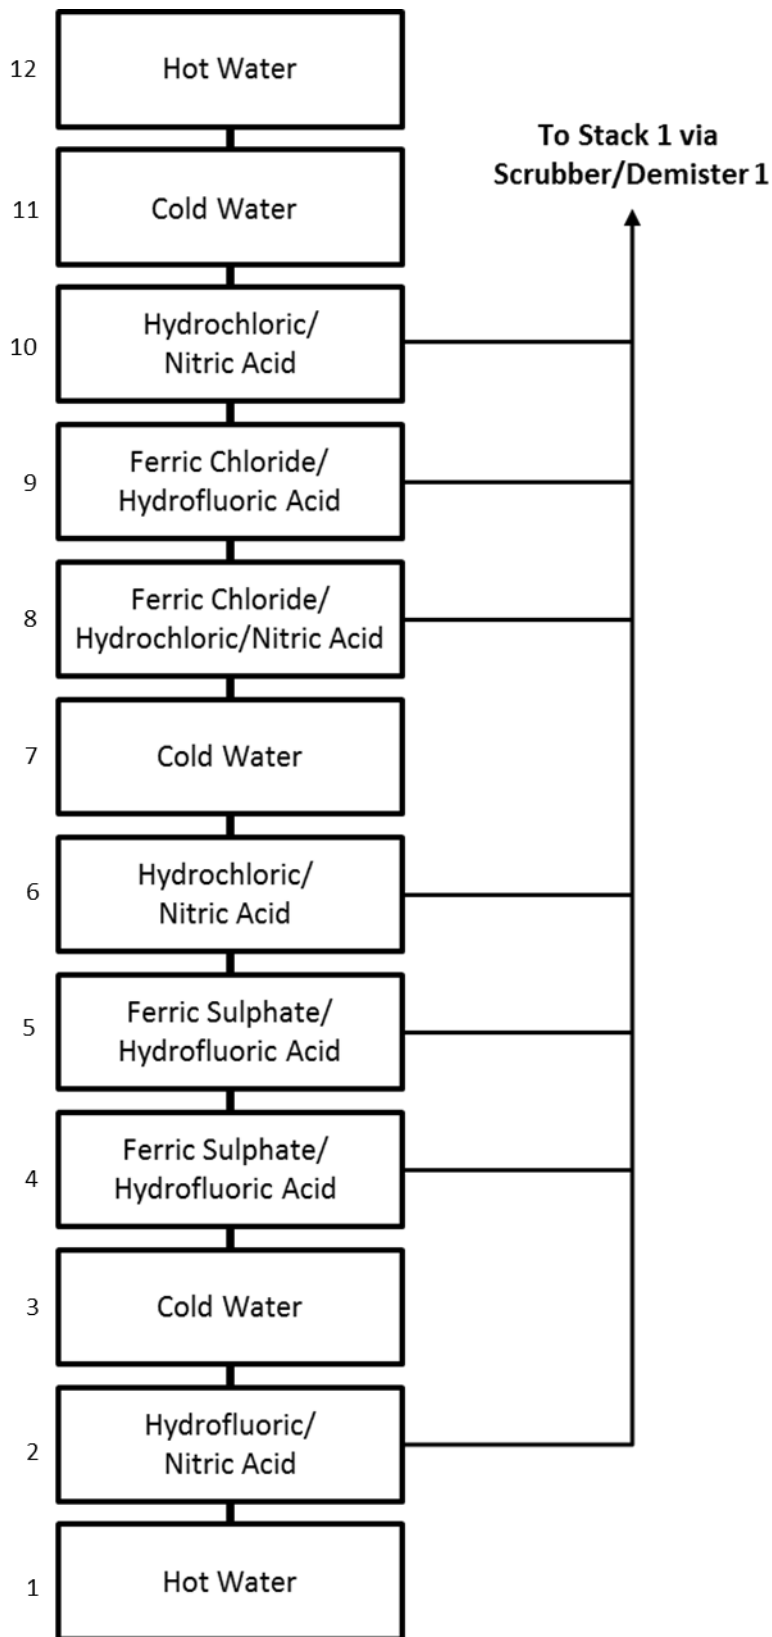 12
Hot Water
To Stack 1 via
Scrubber/Demister 1
11
Cold Water
10
Hydrochloric/
Nitric Acid
9
Ferric Chloride/
Hydrofluoric Acid
8
Ferric Chloride/
Hydrochloric/Nitric Acid
7
Cold Water
6
Hydrochloric/
Nitric Acid
5
Ferric Sulphate/
Hydrofluoric Acid
4
Ferric Sulphate/
Hydrofluoric Acid
3
Cold Water
2
Hydrofluoric/
Nitric Acid
1
Hot Water